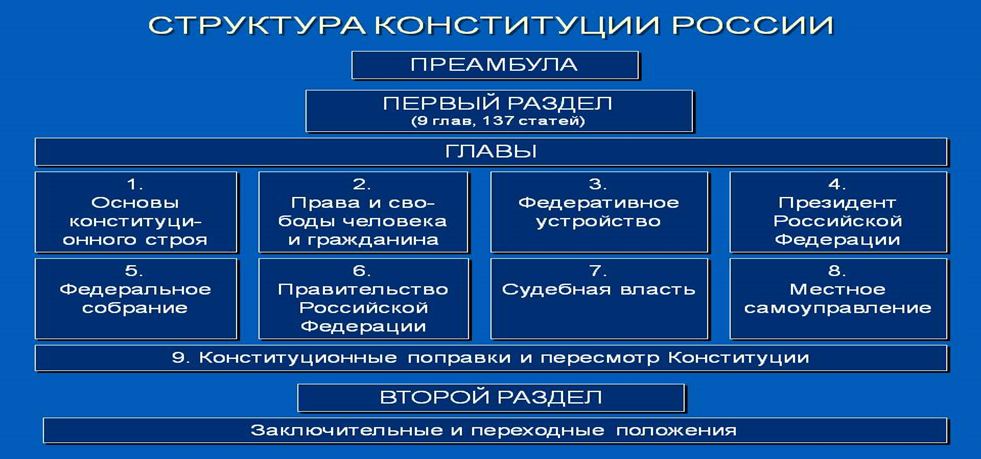 СТРУКТУРА КОНСТИТУЦИИ РОССИИ
ПРЕАМБУЛА
ПЕРВЫЙ РАЗДЕЛ
(9 глав, 137 статей)
ГЛАВЫ
1.
Основы
конституци-
онного строя
2.
Права и сво-
боды человека
и гражданина
3.
Федеративное
устройство
4.
Президент
Российской
Федерации
5.
Федеральное
собрание
6.
Правительство
Российской
Федерации
7.
Судебная власть
8.
Местное
самоуправление
9. Конституционные поправки и пересмотр Конституции
ВТОРОЙ РАЗДЕЛ
Заключительные и переходные положения